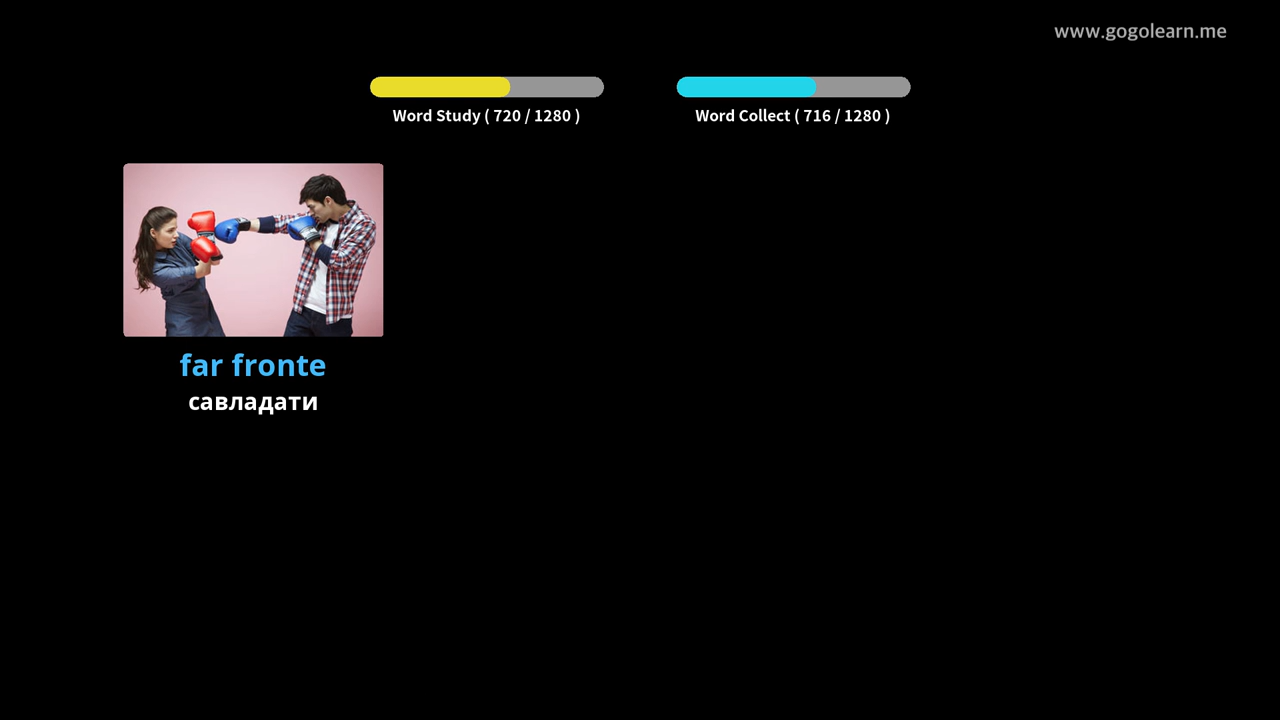 www.gogolearn.me
Word Study ( 720 / 1280 )
Word Collect ( 716 / 1280 )
far fronte
савладати